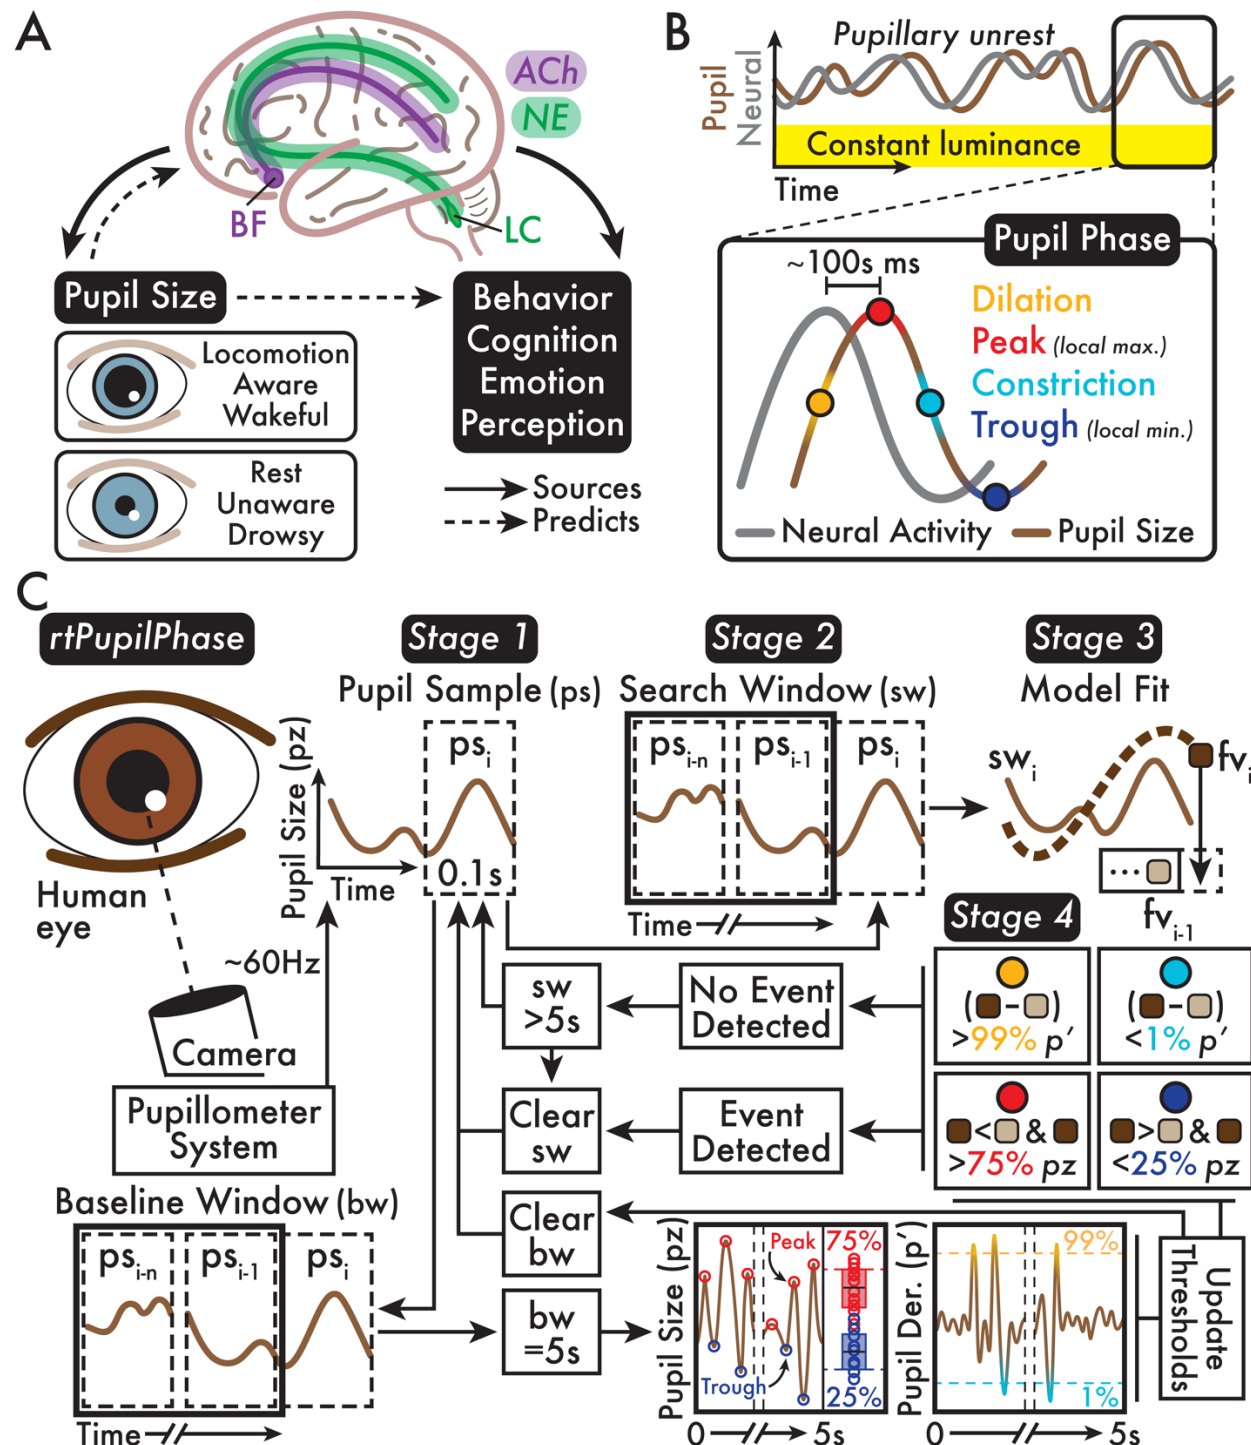 A
ACh
NE
BF
LC
Pupil Size
Locomotion
Aware
Wakeful
Rest
Unaware
Drowsy
Behavior
Cognition
Emotion
Perception
Sources
Predicts
B
Pupillary unrest
Pupil
Neural
Constant luminance
Time
Pupil Phase
~100s ms
Dilation
Peak (local max.)
Constriction
Trough (local min.)
Neural Activity
Pupil Size
C
rtPupilPhase
Human
eye
~60Hz
Camera
Pupillometer
System
Stage 1
Pupil Sample (ps)
Pupil Size (pz)
psi
0.1s
Time
Stage 2
Search Window (sw)
psi-n
psi-1
psi
Time
Stage 3
Model Fit
swi
fvi
...
fvi-1
Stage 4
( - )
>99% p′
( - )
<1% p′
< & 
>75% pz
> & 
<25% pz
No Event
Detected
sw
>5s
Event
Detected
Clear
sw
Clear
bw
bw
=5s
Baseline Window (bw)
psi-n
psi-1
psi
Time
Pupil Size (pz)
Peak
Trough
75%
25%
0
5s
Pupil Der. (p′)
99%
1%
0
5s
Update
Thresholds